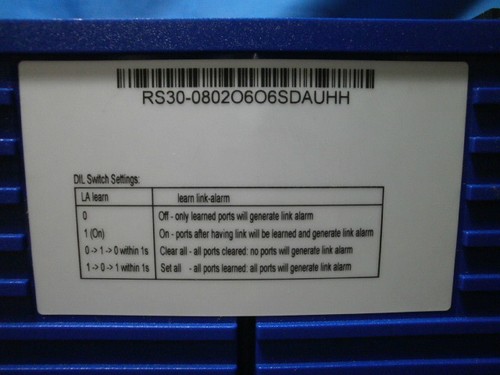 RS30-0802O6O6SDAUHH
DIL Switch Settings:
LA learn learn link-alarm
0 Off - only learned ports will generate link alarm
1 (On) On - ports after having link will be learned and generate link alarm
0 -> 1 -> 0 within 1s Clear all - all ports cleared: no ports will generate link alarm
1 -> 0 -> 1 within 1s Set all - all ports learned: all ports will generate link alarm